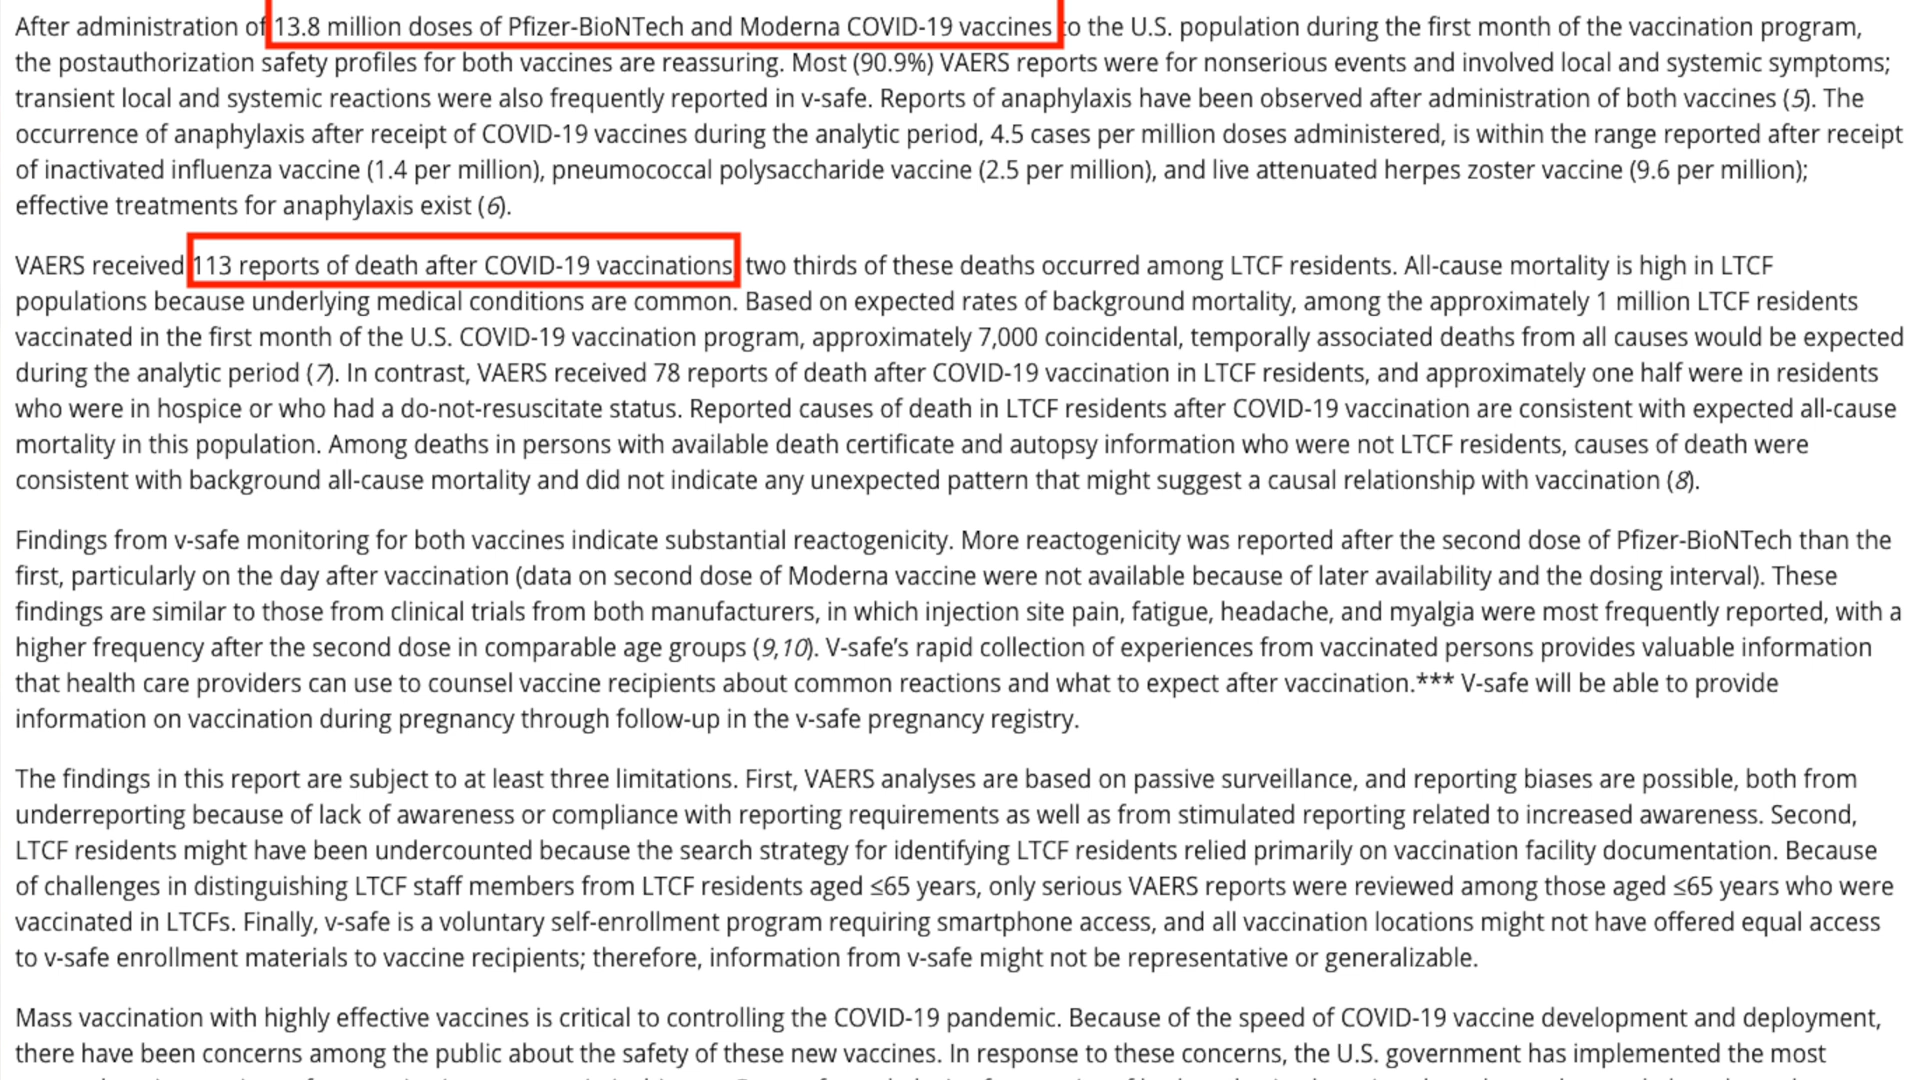 After administration of 13.8 million doses of Pfizer-BioNTech and Moderna COVID-19 vaccines to the U.S. population during the first month of the vaccination program,
the postauthorization safety profiles for both vaccines are reassuring. Most (90.9%) VAERS reports were for nonserious events and involved local and systemic symptoms;
transient local and systemic reactions were also frequently reported in v-safe. Reports of anaphylaxis have been observed after administration of both vaccines (5). The
occurrence of anaphylaxis after receipt of COVID-19 vaccines during the analytic period, 4.5 cases per million doses administered, is within the range reported after receipt
of inactivated influenza vaccine (1.4 per million), pneumococcal polysaccharide vaccine (2.5 per million), and live attenuated herpes zoster vaccine (9.6 per million);
effective treatments for anaphylaxis exist (6).
VAERS received 113 reports of death after COVID-19 vaccinations two thirds of these deaths occurred among LTCF residents. All-cause mortality is high in LTCF
populations because underlying medical conditions are common. Based on expected rates of background mortality, among the approximately 1 million LTCF residents
vaccinated in the first month of the U.S. COVID-19 vaccination program, approximately 7,000 coincidental, temporally associated deaths from all causes would be expected
during the analytic period (7). In contrast, VAERS received 78 reports of death after COVID-19 vaccination in LTCF residents, and approximately one half were in residents
who were in hospice or who had a do-not-resuscitate status. Reported causes of death in LTCF residents after COVID-19 vaccination are consistent with expected all-cause
mortality in this population. Among deaths in persons with available death certificate and autopsy information who were not LTCF residents, causes of death were
consistent with background all-cause mortality and did not indicate any unexpected pattern that might suggest a causal relationship with vaccination (8).
Findings from v-safe monitoring for both vaccines indicate substantial reactogenicity. More reactogenicity was reported after the second dose of Pfizer-BioNTech than the
first, particularly on the day after vaccination (data on second dose of Moderna vaccine were not available because of later availability and the dosing interval). These
findings are similar to those from clinical trials from both manufacturers, in which injection site pain, fatigue, headache, and myalgia were most frequently reported, with a
higher frequency after the second dose in comparable age groups (9,10). V-safe’s rapid collection of experiences from vaccinated persons provides valuable information
that health care providers can use to counsel vaccine recipients about common reactions and what to expect after vaccination.*** V-safe will be able to provide
information on vaccination during pregnancy through follow-up in the v-safe pregnancy registry.
The findings in this report are subject to at least three limitations. First, VAERS analyses are based on passive surveillance, and reporting biases are possible, both from
underreporting because of lack of awareness or compliance with reporting requirements as well as from stimulated reporting related to increased awareness. Second,
LTCF residents might have been undercounted because the search strategy for identifying LTCF residents relied primarily on vaccination facility documentation. Because
of challenges in distinguishing LTCF staff members from LTCF residents aged ≤65 years, only serious VAERS reports were reviewed among those aged ≤65 years who were
vaccinated in LTCFs. Finally, v-safe is a voluntary self-enrollment program requiring smartphone access, and all vaccination locations might not have offered equal access
to v-safe enrollment materials to vaccine recipients; therefore, information from v-safe might not be representative or generalizable.
Mass vaccination with highly effective vaccines is critical to controlling the COVID-19 pandemic. Because of the speed of COVID-19 vaccine development and deployment,
there have been concerns among the public about the safety of these new vaccines. In response to these concerns, the U.S. government has implemented the most